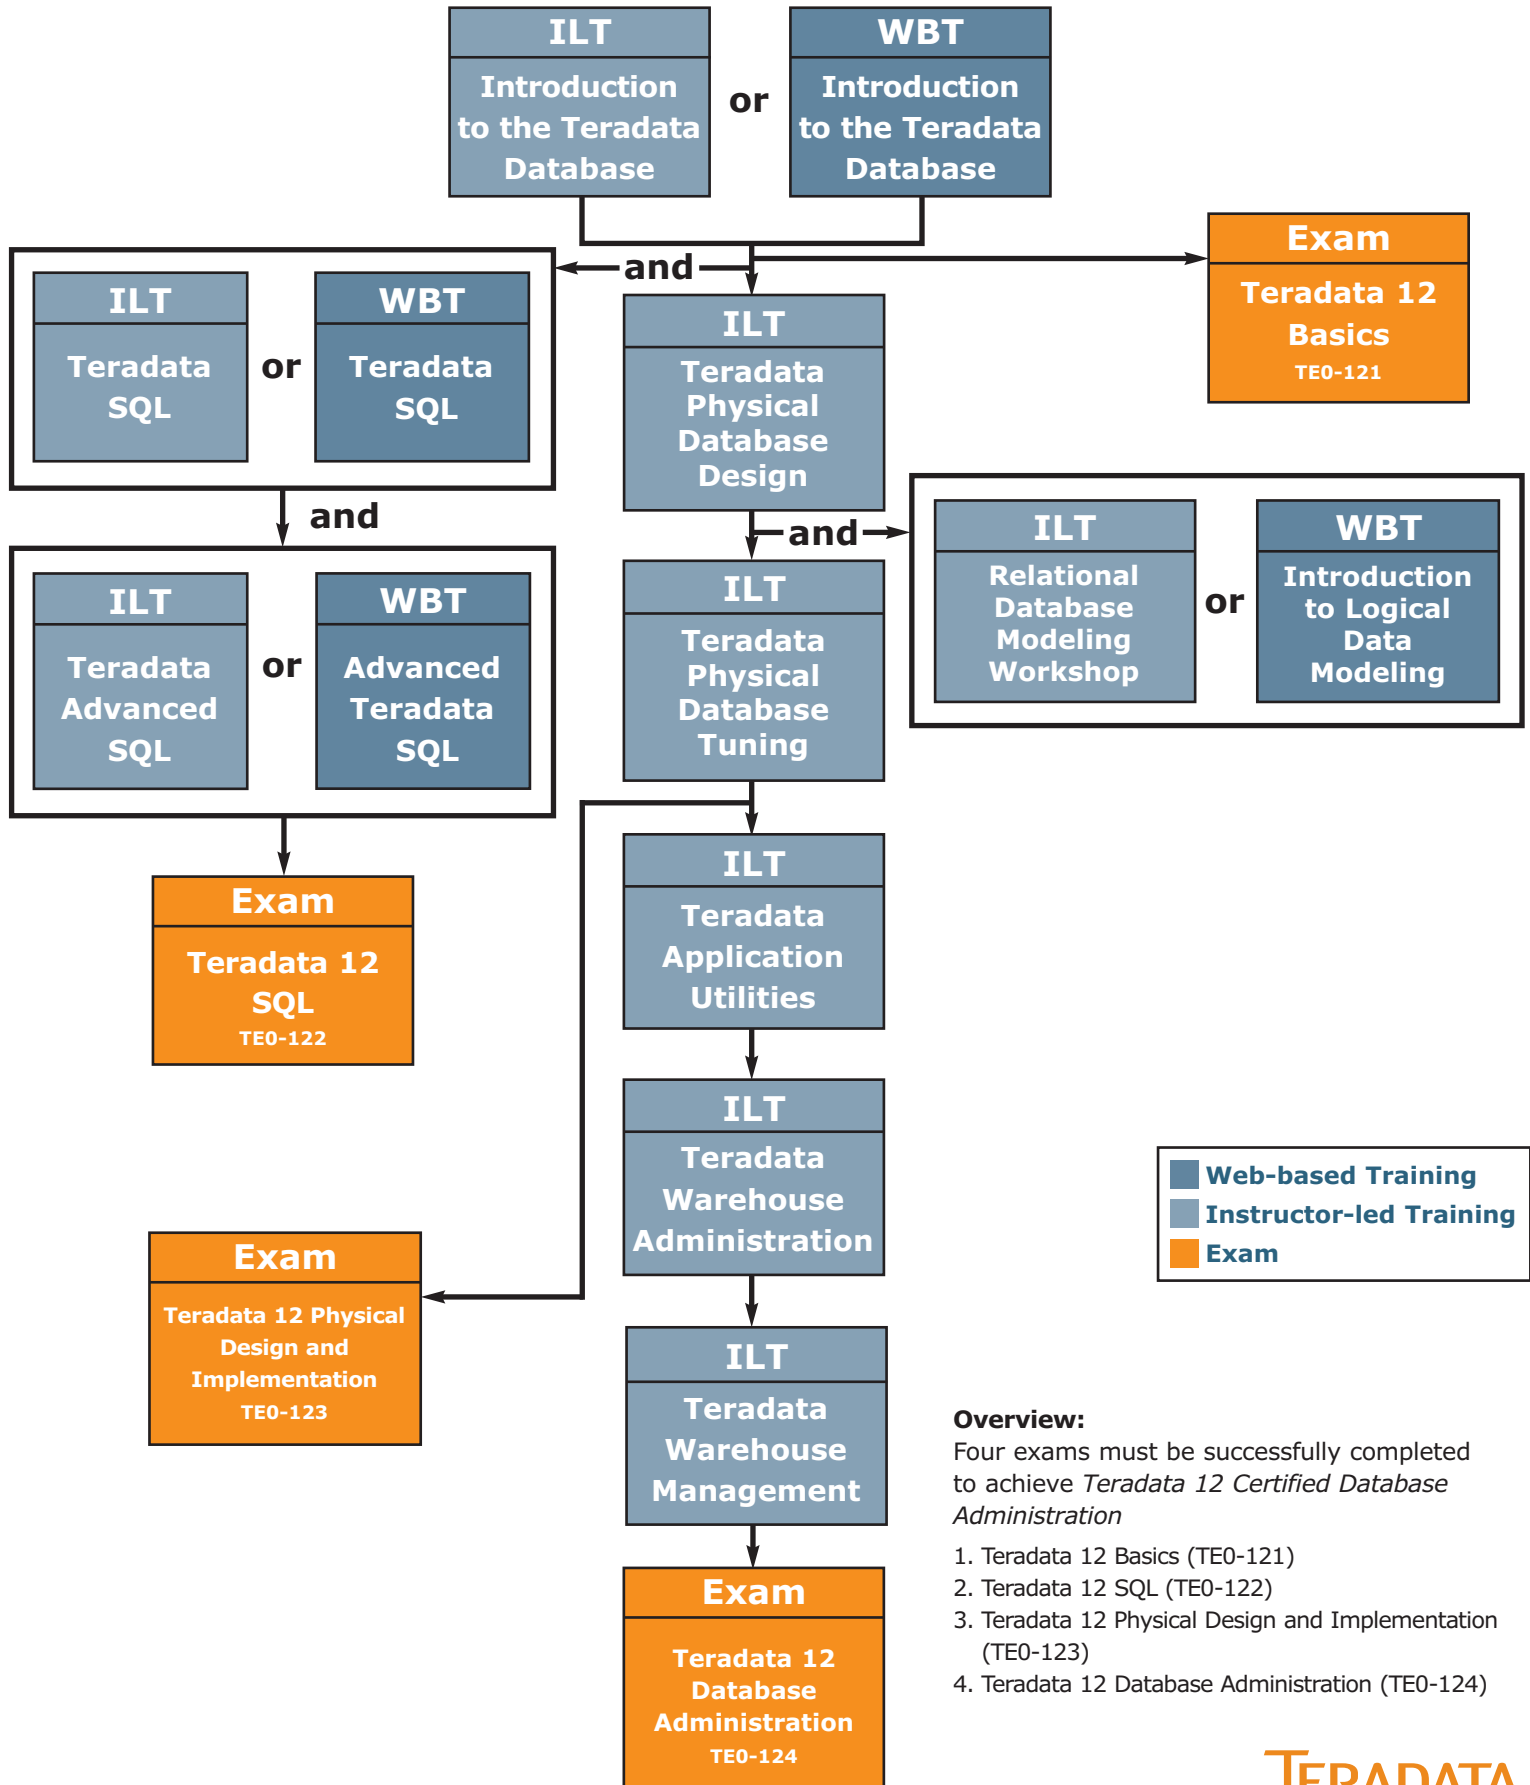 ILT
Introduction
to the Teradata
Database
or
WBT
Introduction
to the Teradata
Database
Exam
Teradata 12
Basics
TE0-121
and
ILT
Teradata
SQL
or
WBT
Teradata
SQL
ILT
Teradata
Physical
Database
Design
and
and
ILT
Relational
Database
Modeling
Workshop
or
WBT
Introduction
to Logical
Data
Modeling
ILT
Teradata
Advanced
SQL
or
WBT
Advanced
Teradata
SQL
ILT
Teradata
Physical
Database
Tuning
Exam
Teradata 12
SQL
TE0-122
ILT
Teradata
Application
Utilities
ILT
Teradata
Warehouse
Administration
Web-based Training
Instructor-led Training
Exam
Exam
Teradata 12 Physical
Design and
Implementation
TE0-123
ILT
Teradata
Warehouse
Management
Exam
Teradata 12
Database
Administration
TE0-124
Overview:
Four exams must be successfully completed
to achieve Teradata 12 Certified Database
Administration
1. Teradata 12 Basics (TE0-121)
2. Teradata 12 SQL (TE0-122)
3. Teradata 12 Physical Design and Implementation
(TE0-123)
4. Teradata 12 Database Administration (TE0-124)
TERADATA